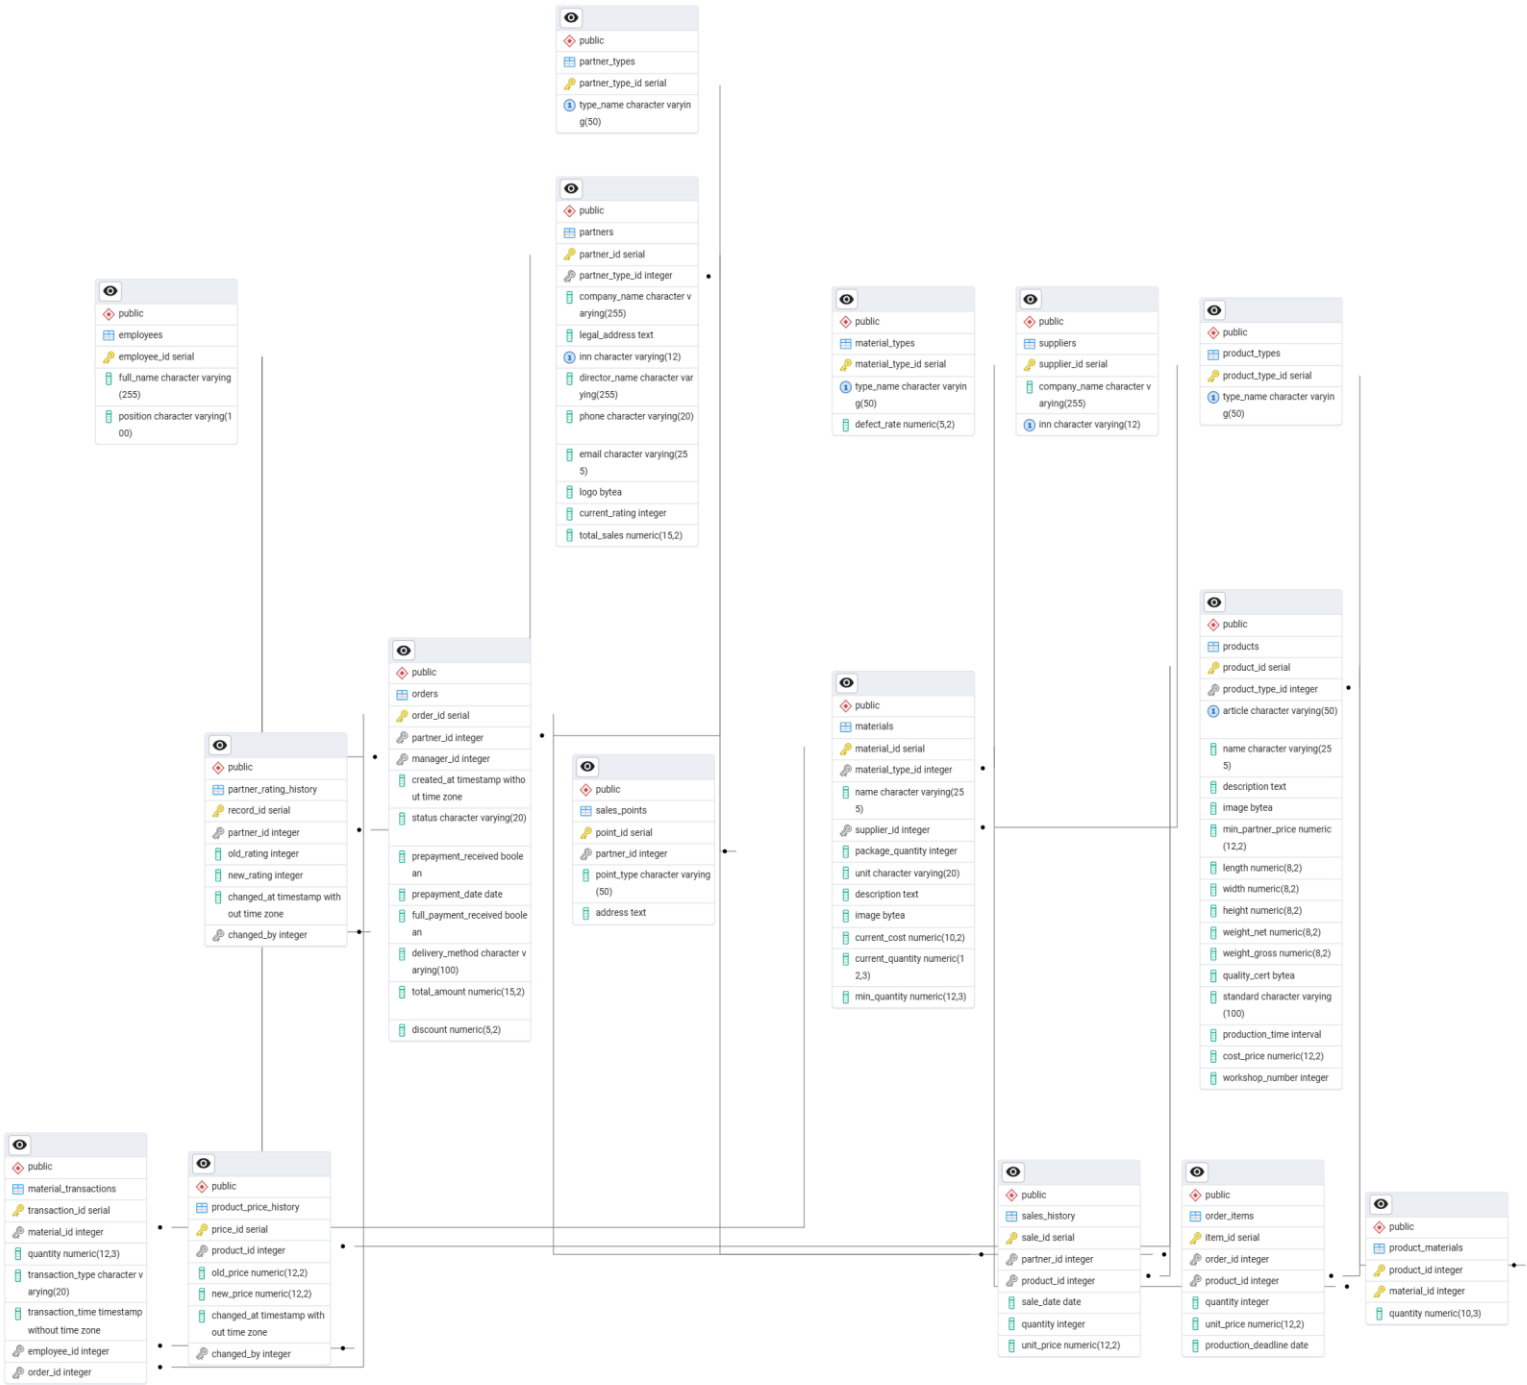 public
partner_types
partner_type_id serial
type_name character varyin
g(50)
public
partners
partner_id serial
partner_type_id integer
company_name character v
arying(255)
legal_address text
inn character varying(12)
director_name character var
ying(255)
phone character varying(20)
email character varying(25
5)
logo bytea
current_rating integer
total_sales numeric(15,2)
public
employees
employee_id serial
full_name character varying
(255)
position character varying(1
00)
public
material_types
material_type_id serial
type_name character varyin
g(50)
defect_rate numeric(5,2)
public
suppliers
supplier_id serial
company_name character v
arying(255)
inn character varying(12)
public
product_types
product_type_id serial
type_name character varyin
g(50)
public
products
product_id serial
product_type_id integer
article character varying(50)
name character varying(25
5)
description text
image bytea
min_partner_price numeric
(12,2)
length numeric(8,2)
width numeric(8,2)
height numeric(8,2)
weight_net numeric(8,2)
weight_gross numeric(8,2)
quality_cert bytea
standard character varying
(100)
production_time interval
cost_price numeric(12,2)
workshop_number integer
public
orders
order_id serial
partner_id integer
manager_id integer
created_at timestamp witho
ut time zone
status character varying(20)
prepayment_received boole
an
prepayment_date date
full_payment_received boole
an
delivery_method character v
arying(100)
total_amount numeric(15,2)
discount numeric(5,2)
public
materials
material_id serial
material_type_id integer
name character varying(25
5)
supplier_id integer
package_quantity integer
unit character varying(20)
description text
image bytea
current_cost numeric(10,2)
current_quantity numeric(1
2,3)
min_quantity numeric(12,3)
public
partner_rating_history
record_id serial
partner_id integer
old_rating integer
new_rating integer
changed_at timestamp with
out time zone
changed_by integer
public
sales_points
point_id serial
partner_id integer
point_type character varying
(50)
address text
public
material_transactions
transaction_id serial
material_id integer
quantity numeric(12,3)
transaction_type character v
arying(20)
transaction_time timestamp
without time zone
employee_id integer
order_id integer
public
product_price_history
price_id serial
product_id integer
old_price numeric(12,2)
new_price numeric(12,2)
changed_at timestamp with
out time zone
changed_by integer
public
sales_history
sale_id serial
partner_id integer
product_id integer
sale_date date
quantity integer
unit_price numeric(12,2)
public
order_items
item_id serial
order_id integer
product_id integer
quantity integer
unit_price numeric(12,2)
production_deadline date
public
product_materials
product_id integer
material_id integer
quantity numeric(10,3)